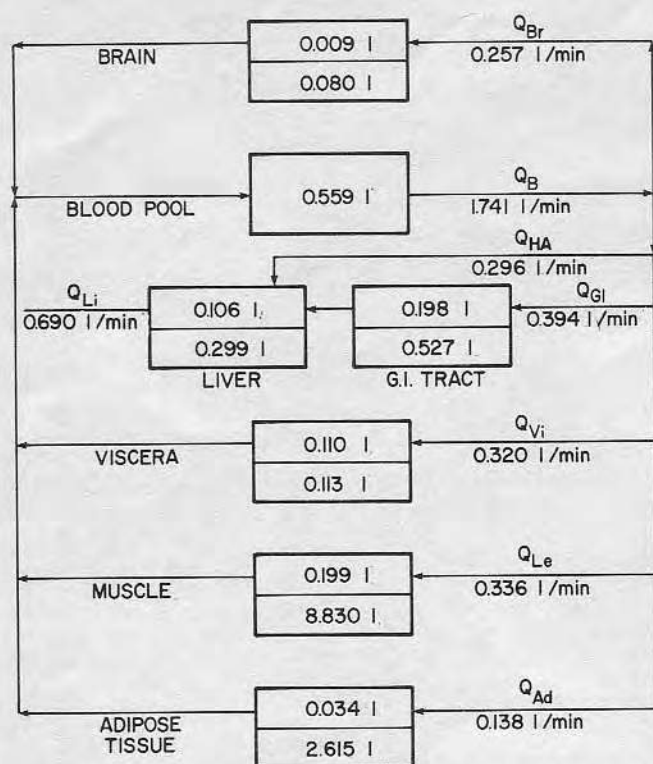 Q_Br
0.009 l
0.257 l/min
BRAIN
0.080 l
0.559 l
Q_B
BLOOD POOL
1.741 l/min
Q_HA
0.296 l/min
Q_Li
0.690 l/min
0.106 l
0.198 l
Q_GI
0.394 l/min
0.299 l
0.527 l
LIVER
G.I. TRACT
0.110 l
Q_Vi
VISCERA
0.320 l/min
0.113 l
0.199 l
Q_Le
MUSCLE
0.336 l/min
8.830 l
0.034 l
Q_Ad
0.138 l/min
ADIPOSE
TISSUE
2.615 l